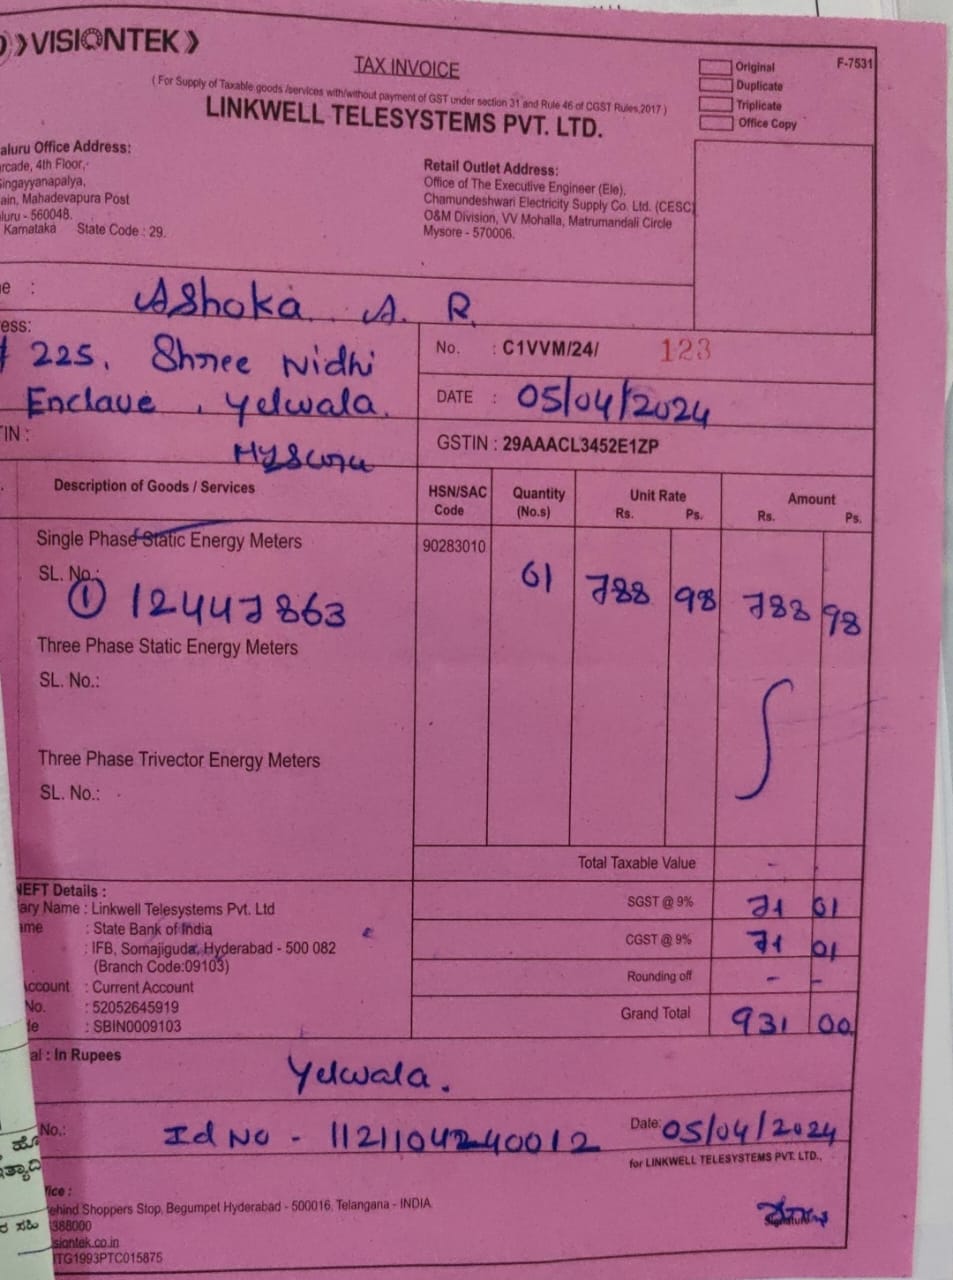 VISIONTEK
TAX INVOICE
( For Supply of Taxable goods /services with/without payment of GST under section 31 and Rule 46 of CGST Rules,2017 )
LINKWELL TELESYSTEMS PVT. LTD.
Original
Duplicate
Triplicate
Office Copy
F-7531
aluru Office Address:
rcade, 4th Floor,
Singayyanapalya,
ain, Mahadevapura Post
luru - 560048.
Karnataka State Code : 29.
Retail Outlet Address:
Office of The Executive Engineer (Ele),
Chamundeshwari Electricity Supply Co. Ltd. (CESC)
O&M Division, VV Mohalla, Matrumandali Circle
Mysore - 570006.
e : Ashoka A. R.
ess:
# 225, Shree Nidhi
Enclave, Yelwala.
Mysuru
TIN :
No. : C1VVM/24/ 123
DATE : 05/04/2024
GSTIN : 29AAACL3452E1ZP
Description of Goods / Services HSN/SAC Code Quantity (No.s) Unit Rate Rs. Ps. Amount Rs. Ps.
Single Phase Static Energy Meters 90283010 01 788 98 788 98
SL. No.:
① 12447863
Three Phase Static Energy Meters
SL. No.:
Three Phase Trivector Energy Meters
SL. No.:
Total Taxable Value -
SGST @ 9% 71 01
CGST @ 9% 71 01
Rounding off - -
Grand Total 931 00
NEFT Details :
ary Name : Linkwell Telesystems Pvt. Ltd
ame : State Bank of India
: IFB, Somajiguda, Hyderabad - 500 082
(Branch Code:09103)
ccount : Current Account
No. : 52052645919
de : SBIN0009103
al : In Rupees
Yelwala.
No.: Id No - 1121104240012 Date: 05/04/2024
for LINKWELL TELESYSTEMS PVT. LTD.,
Signature
fice :
ehind Shoppers Stop, Begumpet Hyderabad - 500016, Telangana - INDIA
388000
siontek.co.in
TG1993PTC015875